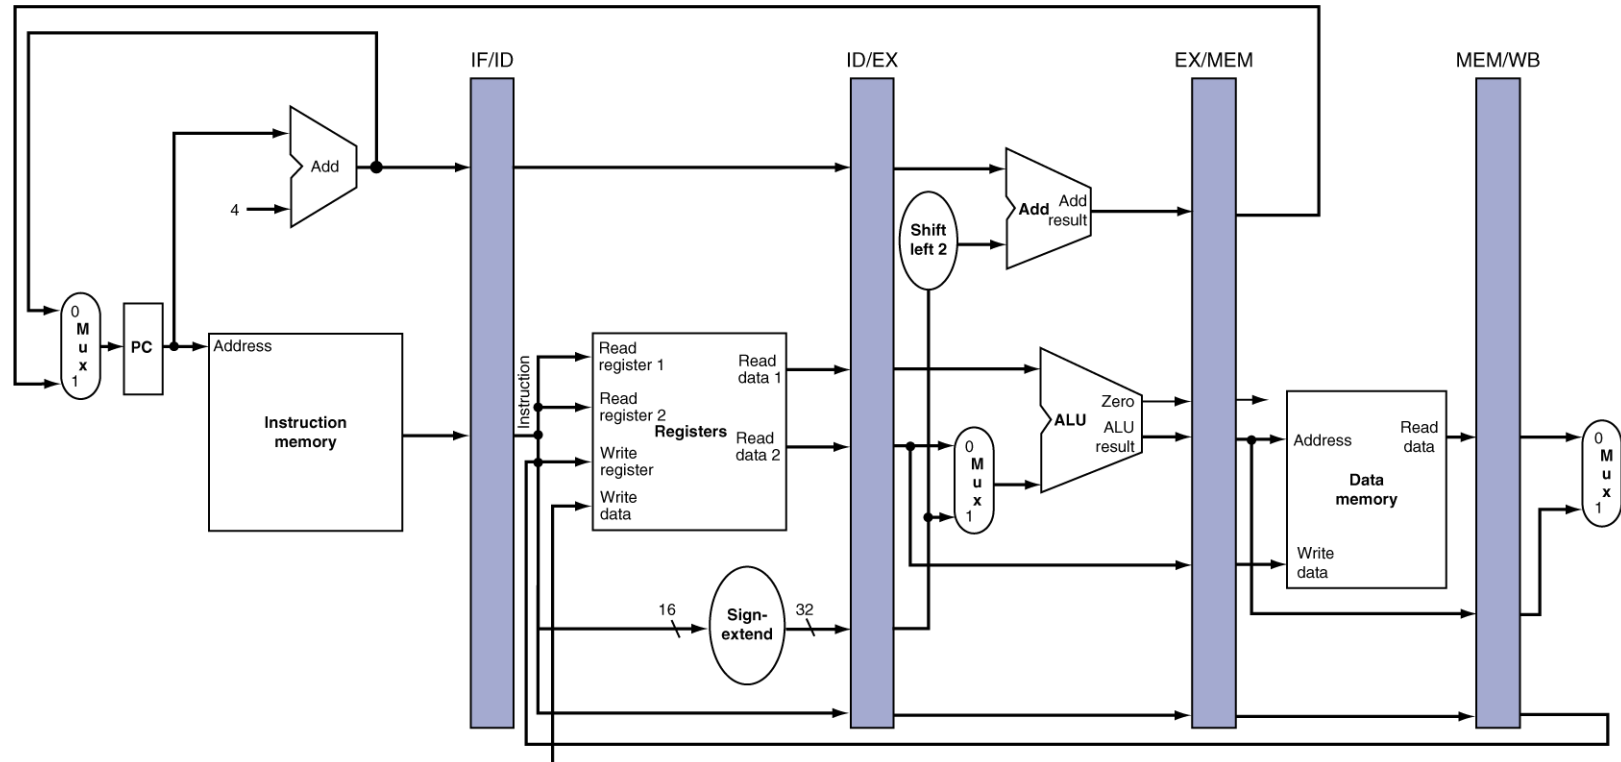 IF/ID
ID/EX
EX/MEM
MEM/WB
Add
4
Shift
left 2
Add
Add
result
0
M
u
x
1
PC
Address
Instruction
memory
Instruction
Read
register 1
Read
register 2
Write
register
Write
data
Registers
Read
data 1
Read
data 2
16
Sign-
extend
32
0
M
u
x
1
ALU
Zero
ALU
result
Address
Read
data
Data
memory
Write
data
0
M
u
x
1